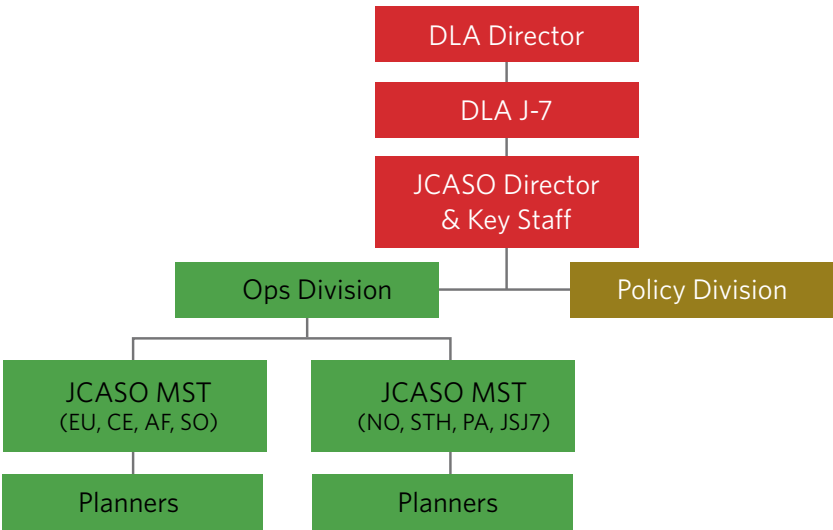 DLA Director
DLA J-7
JCASO Director
& Key Staff
Ops Division
Policy Division
JCASO MST
(EU, CE, AF, SO)
JCASO MST
(NO, STH, PA, JSJ7)
Planners
Planners